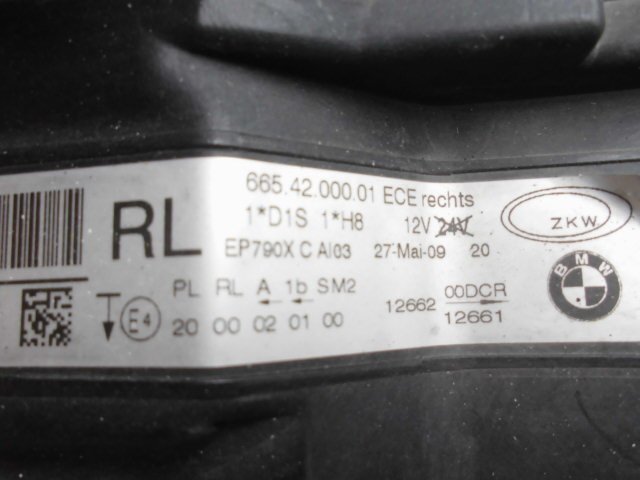 RL
665.42.000.01 ECE rechts
1*D1S 1*H8 12V 24V
ZKW
EP790X C AI03 27-Mai-09 20
BMW
PL RL A 1b SM2
E4 20 00 02 01 00
12662 00DCR
12661